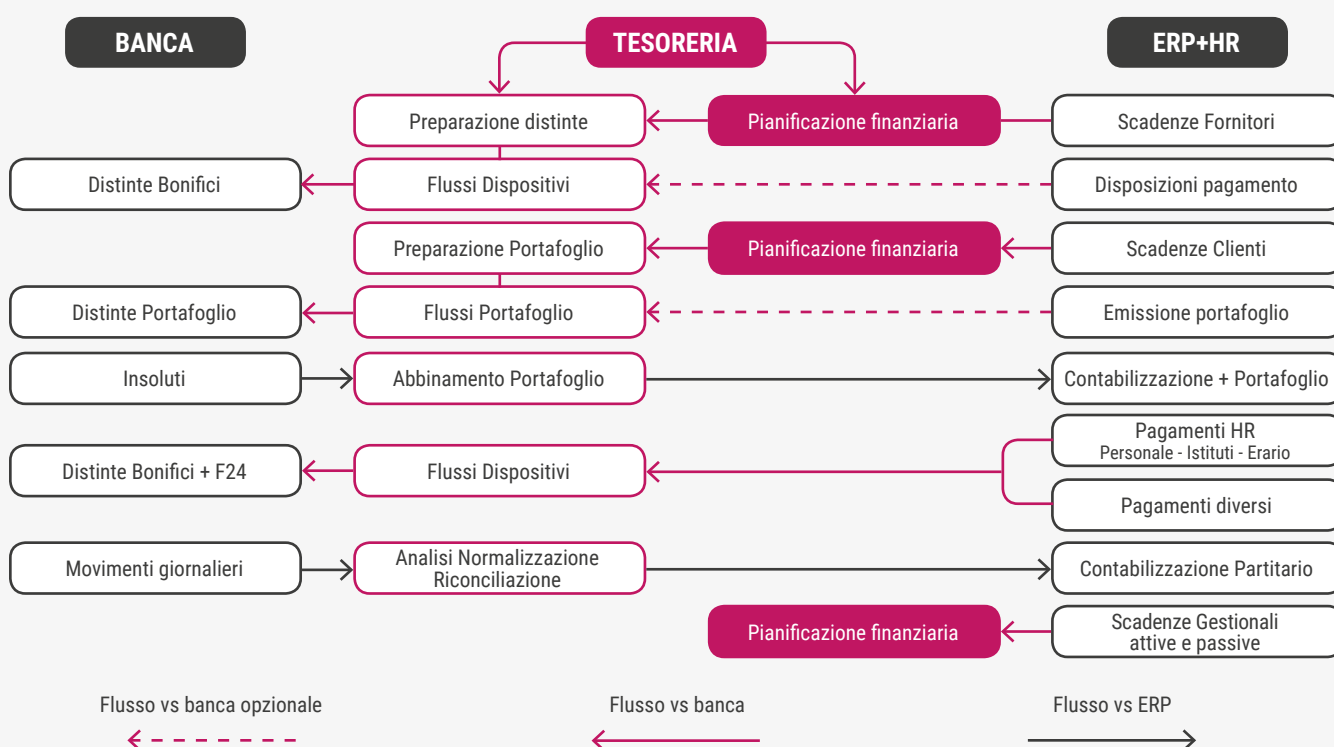 BANCA
TESORERIA
ERP+HR
Preparazione distinte
Pianificazione finanziaria
Scadenze Fornitori
Distinte Bonifici
Flussi Dispositivi
Disposizioni pagamento
Preparazione Portafoglio
Pianificazione finanziaria
Scadenze Clienti
Distinte Portafoglio
Flussi Portafoglio
Emissione portafoglio
Insoluti
Abbinamento Portafoglio
Contabilizzazione + Portafoglio
Pagamenti HR
Personale - Istituti - Erario
Distinte Bonifici + F24
Flussi Dispositivi
Pagamenti diversi
Movimenti giornalieri
Analisi Normalizzazione
Riconciliazione
Contabilizzazione Partitario
Pianificazione finanziaria
Scadenze Gestionali
attive e passive
Flusso vs banca opzionale
Flusso vs banca
Flusso vs ERP